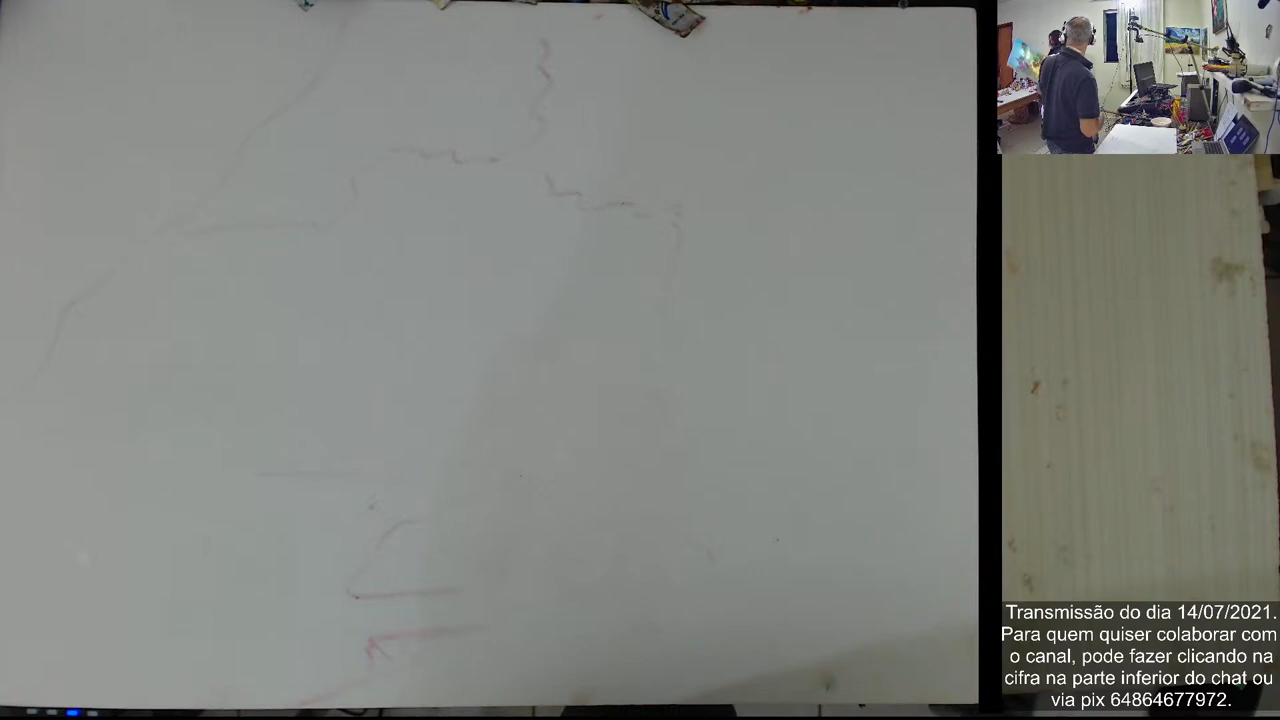 Transmissão do dia 14/07/2021.
Para quem quiser colaborar com
o canal, pode fazer clicando na
cifra na parte inferior do chat ou
via pix 64864677972.